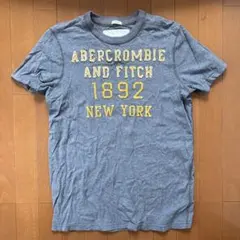 ABERCROMBIE
AND FITCH
1892
NEW YORK